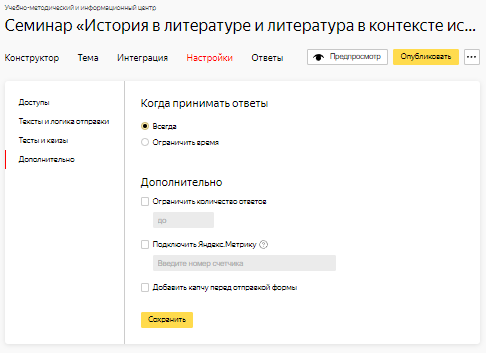 Учебно-методический и информационный центр
Семинар «История в литературе и литература в контексте ис...
Конструктор Тема Интеграция Настройки Ответы Предпросмотр Опубликовать ...
Доступы
Тексты и логика отправки
Тесты и квизы
Дополнительно
Когда принимать ответы
Всегда
Ограничить время
Дополнительно
Ограничить количество ответов
до
Подключить Яндекс.Метрику ?
Введите номер счетчика
Добавить капчу перед отправкой формы
Сохранить